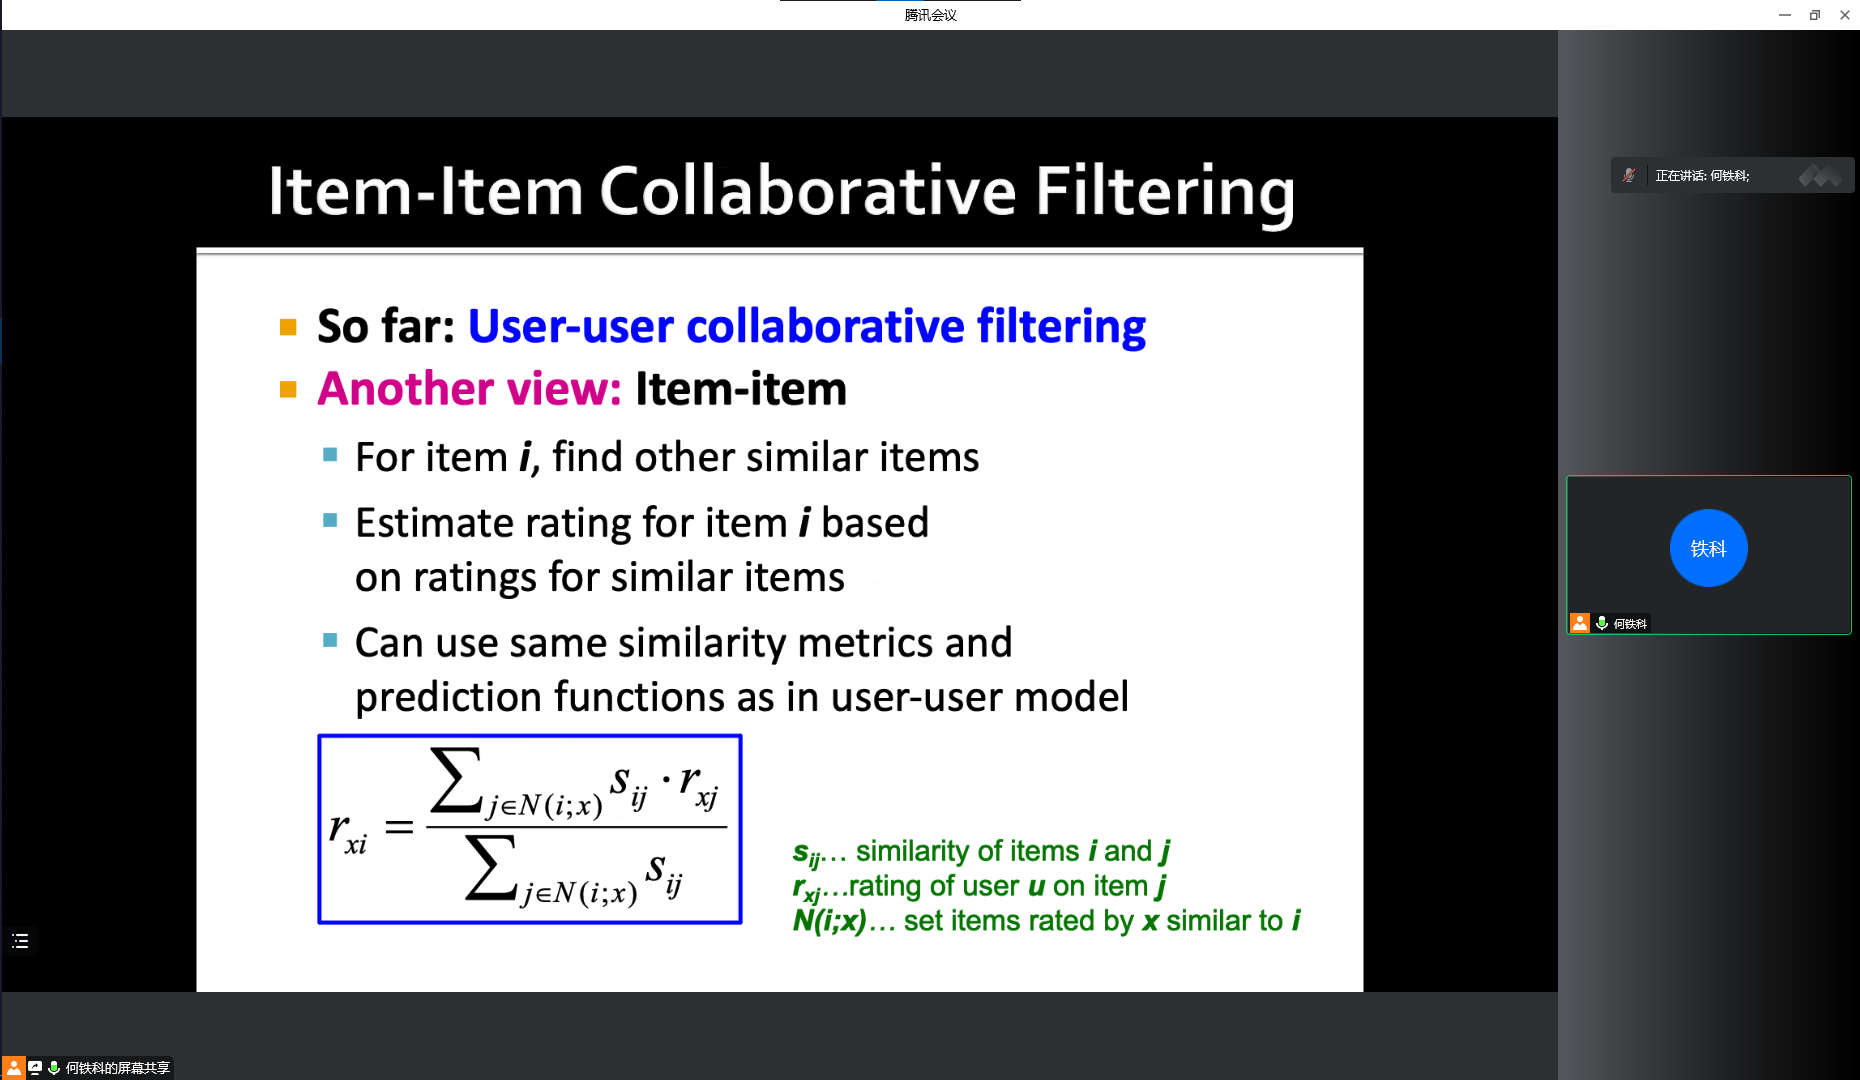 腾讯会议
Item-Item Collaborative Filtering
So far: User-user collaborative filtering
Another view: Item-item
For item i, find other similar items
Estimate rating for item i based
on ratings for similar items
Can use same similarity metrics and
prediction functions as in user-user model
r_{xi} = \frac{\sum_{j∈N(i;x)} s_{ij} · r_{xj}}{\sum_{j∈N(i;x)} s_{ij}}
s_{ij}… similarity of items i and j
r_{xj}…rating of user u on item j
N(i;x)… set items rated by x similar to i
正在讲话: 何铁科;
铁科
何铁科
何铁科的屏幕共享